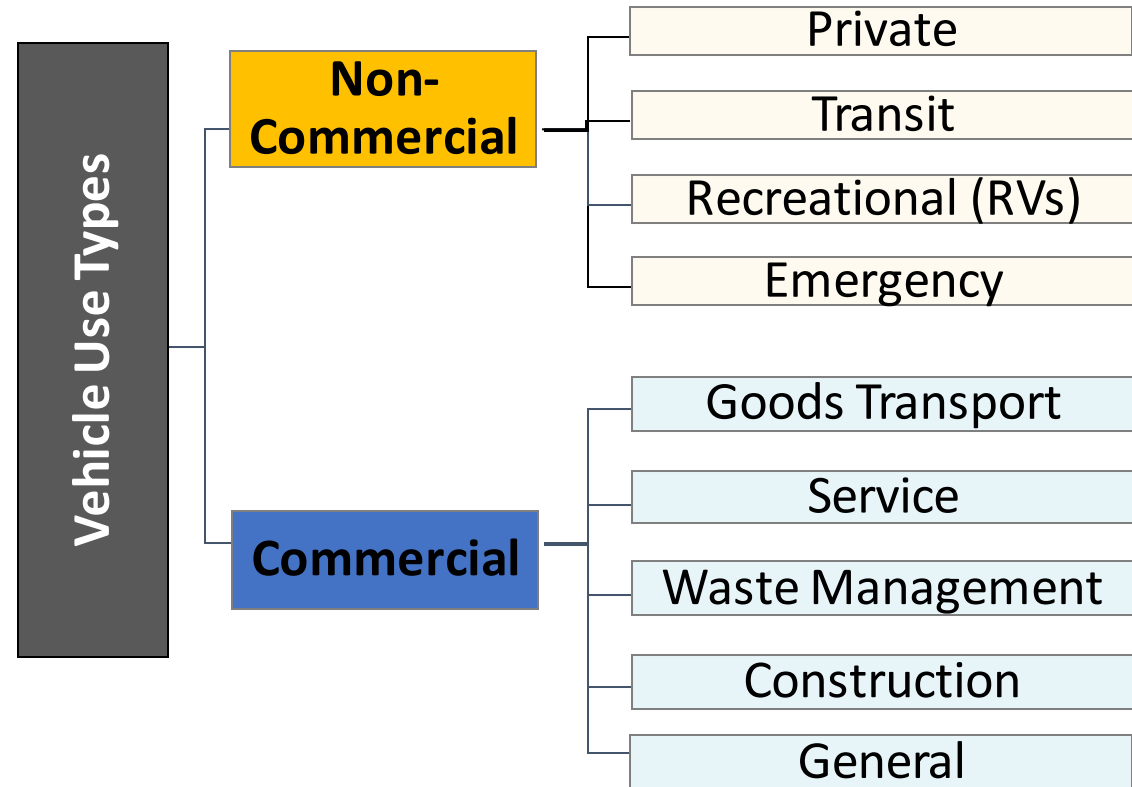 Vehicle Use Types
Non-
Commercial
Private
Transit
Recreational (RVs)
Emergency
Commercial
Goods Transport
Service
Waste Management
Construction
General